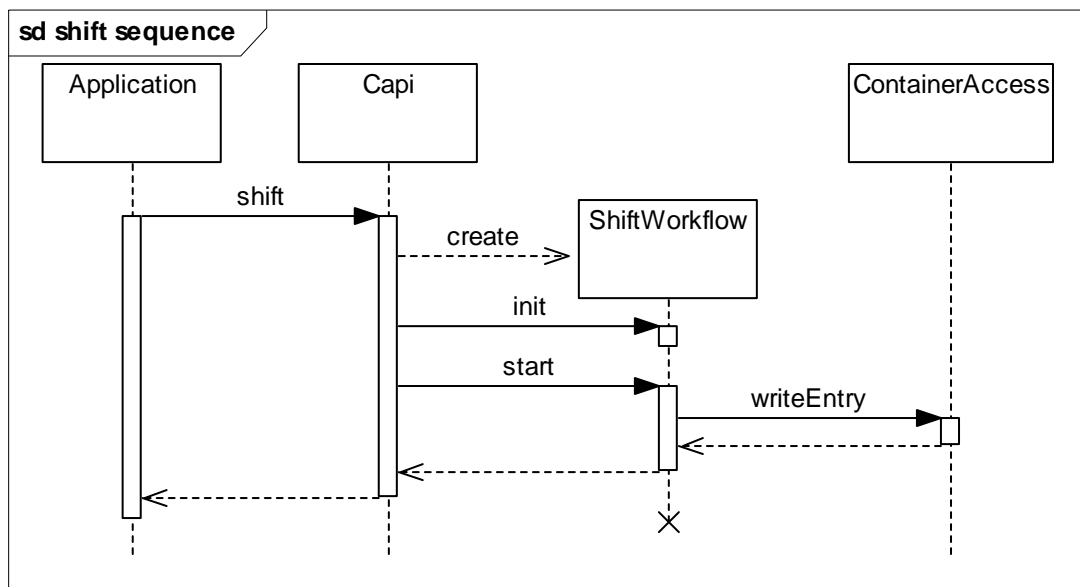 sd shift sequence
Application
Capi
ContainerAccess
shift
ShiftWorkflow
create
init
start
writeEntry